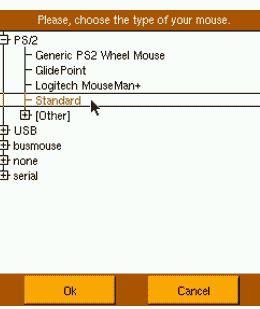 Please, choose the type of your mouse.
PS/2
Generic PS2 Wheel Mouse
GlidePoint
Logitech MouseMan+
Standard
[Other]
USB
busmouse
none
serial
Ok
Cancel